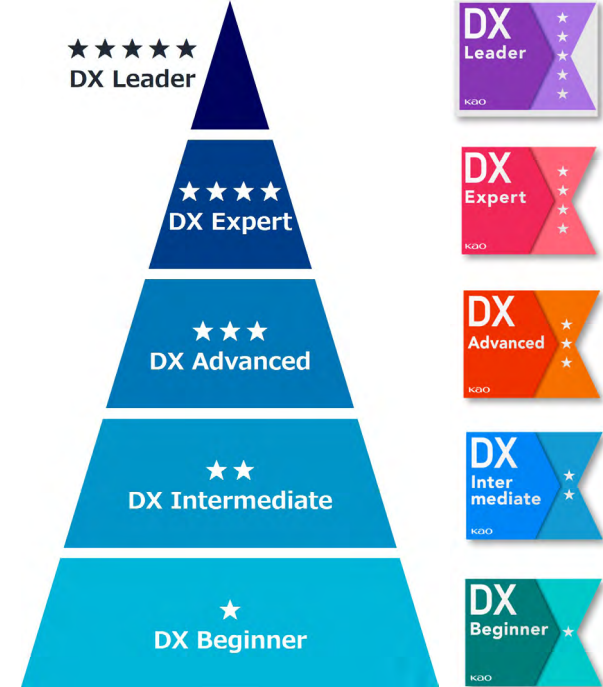 ★★★★★
DX Leader
★★★★
DX Expert
★★★
DX Advanced
★★
DX Intermediate
★
DX Beginner
DX
Leader
Kao
DX
Expert
Kao
DX
Advanced
Kao
DX
Inter
mediate
Kao
DX
Beginner
Kao